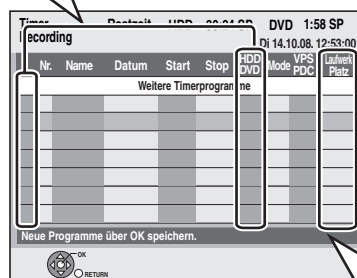 Timer Restzeit HDD 30:24 SP DVD 1:58 SP
Recording Di 14.10.08. 12:53:00
Nr. Name Datum Start Stop HDD DVD Mode VPS PDC Laufwerk Platz
Weitere Timerprogramme
Neue Programme über OK speichern.
OK
RETURN